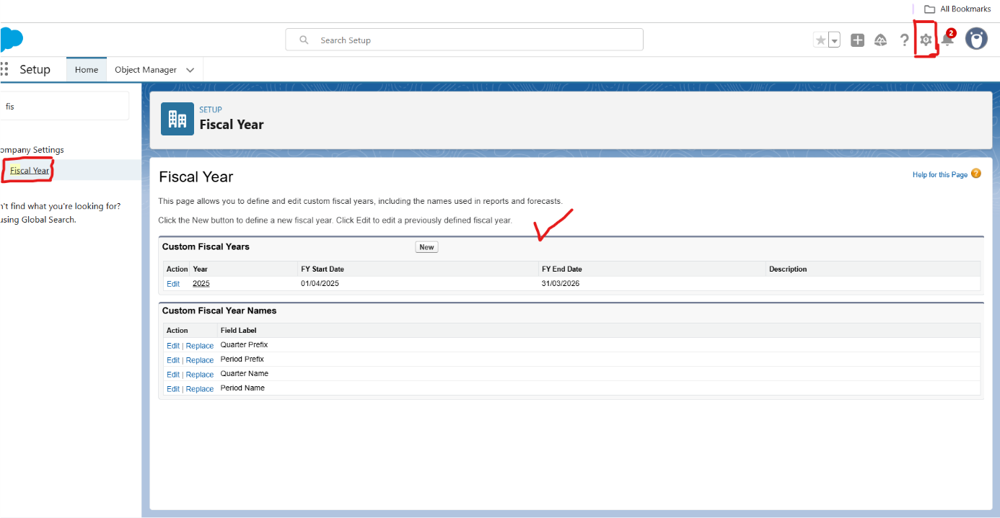 All Bookmarks
Search Setup
2
Setup
Home
Object Manager
fis
ompany Settings
Fiscal Year
n't find what you're looking for?
using Global Search.
SETUP
Fiscal Year
Fiscal Year
Help for this Page
This page allows you to define and edit custom fiscal years, including the names used in reports and forecasts.
Click the New button to define a new fiscal year. Click Edit to edit a previously defined fiscal year.
Custom Fiscal Years New
Action Year FY Start Date FY End Date Description
Edit 2025 01/04/2025 31/03/2026
Custom Fiscal Year Names
Action Field Label
Edit | Replace Quarter Prefix
Edit | Replace Period Prefix
Edit | Replace Quarter Name
Edit | Replace Period Name